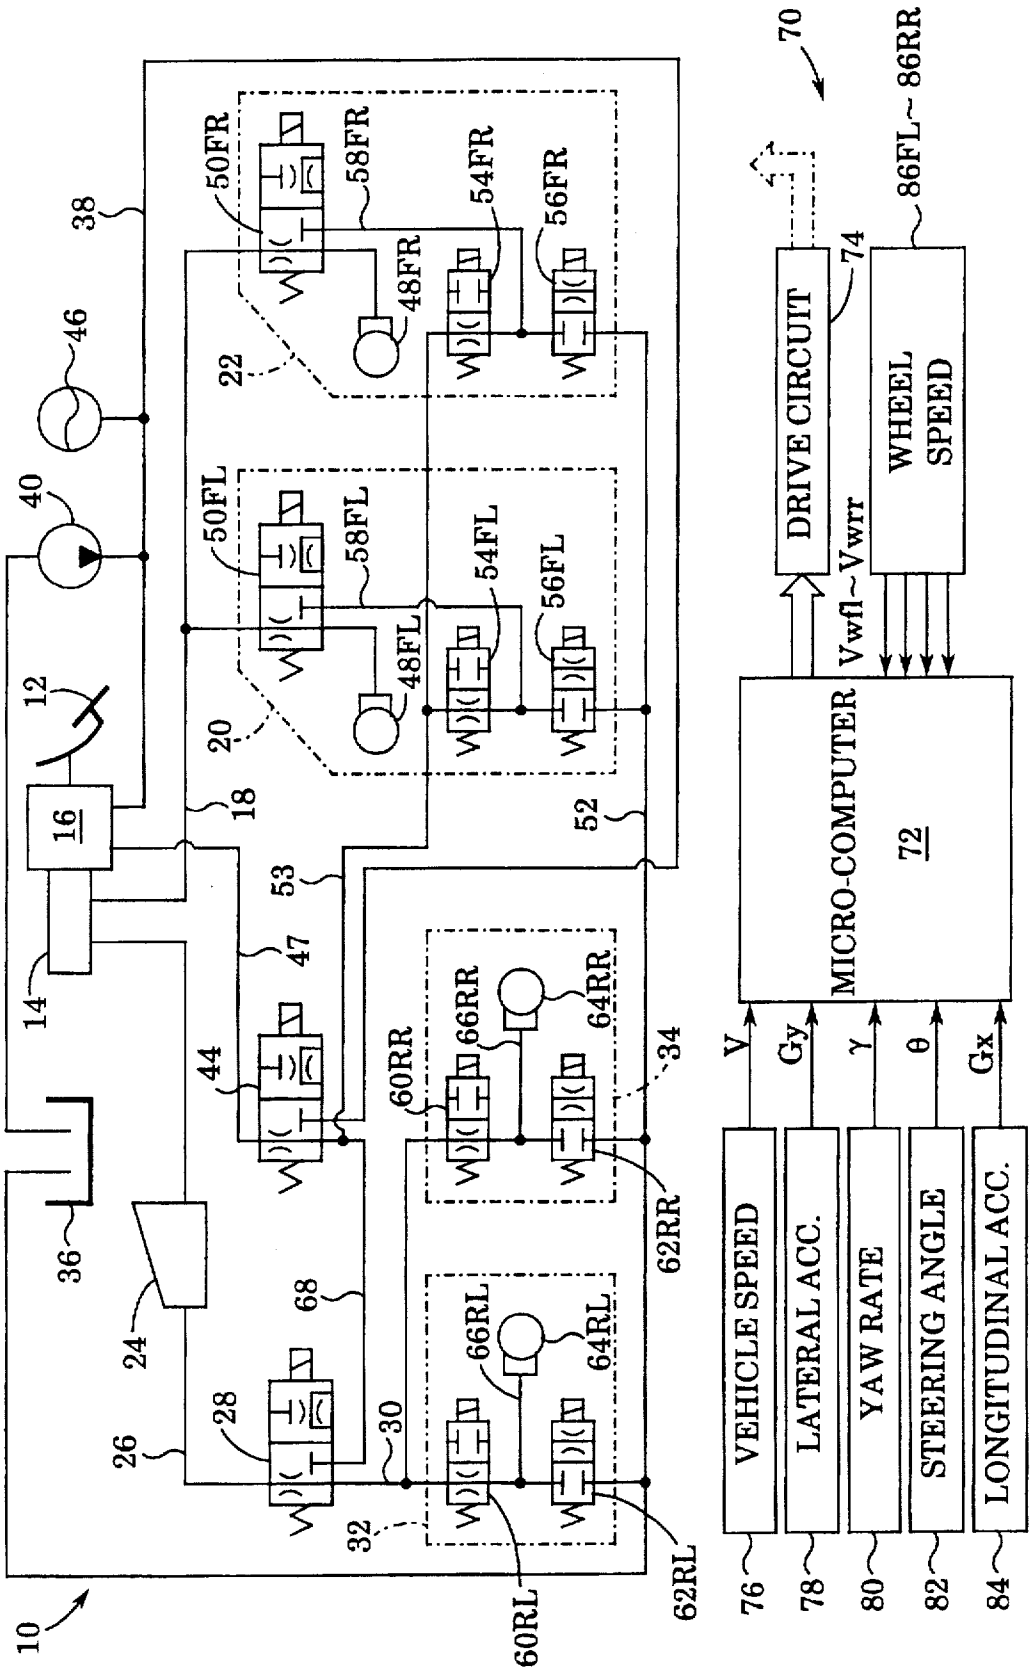 10
12
14
16
18
20
22
24
26
28
30
32
34
36
38
40
44
46
47
48FL
48FR
50FL
50FR
52
53
54FL
54FR
56FL
56FR
58FL
58FR
60RL
60RR
62RL
62RR
64RL
64RR
66RL
66RR
68
70
76
VEHICLE SPEED
V
78
LATERAL ACC.
Gy
80
YAW RATE
γ
82
STEERING ANGLE
θ
84
LONGITUDINAL ACC.
Gx
MICRO-COMPUTER
72
DRIVE CIRCUIT
74
Vwfl~Vwrr
WHEEL
SPEED
86FL~86RR